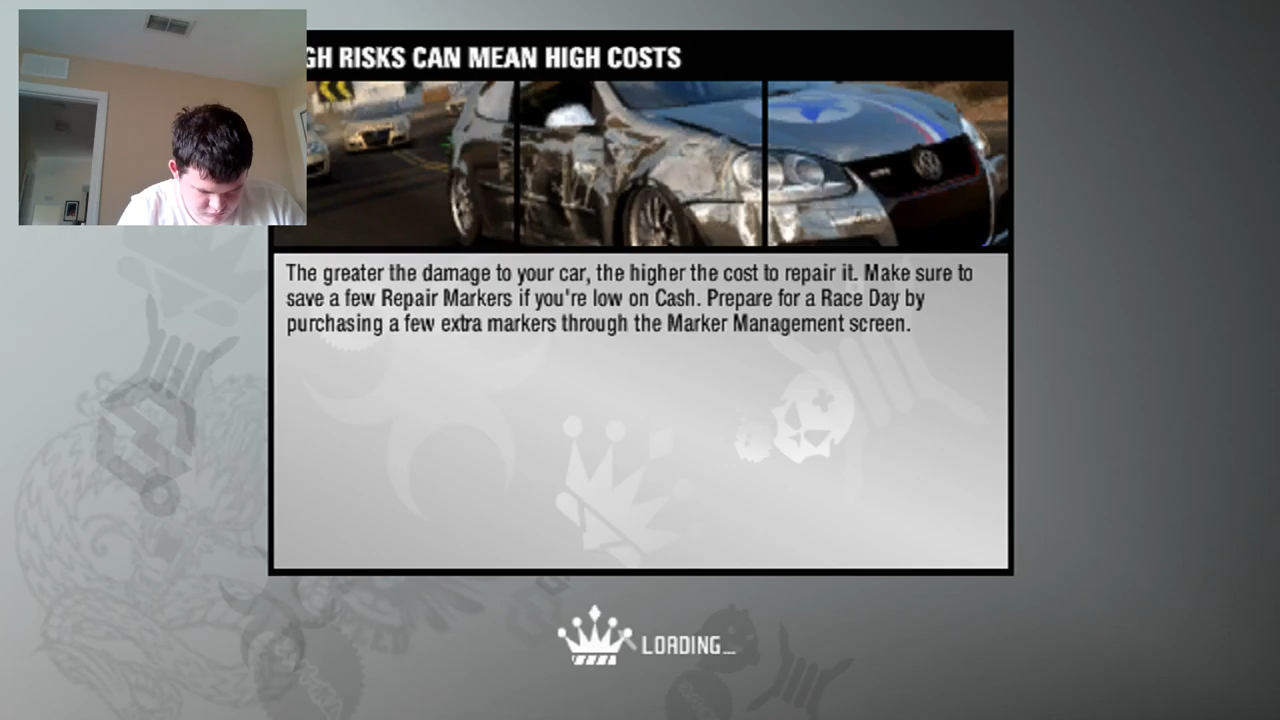 GH RISKS CAN MEAN HIGH COSTS
The greater the damage to your car, the higher the cost to repair it. Make sure to
save a few Repair Markers if you're low on Cash. Prepare for a Race Day by
purchasing a few extra markers through the Marker Management screen.
LOADING...